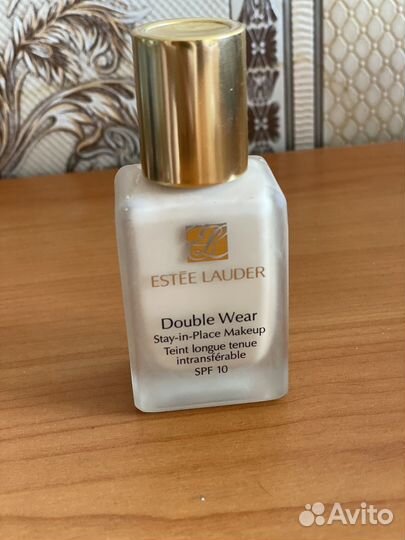 ESTĒE LAUDER
Double Wear
Stay-in-Place Makeup
Teint longue tenue
intransférable
SPF 10
Avito